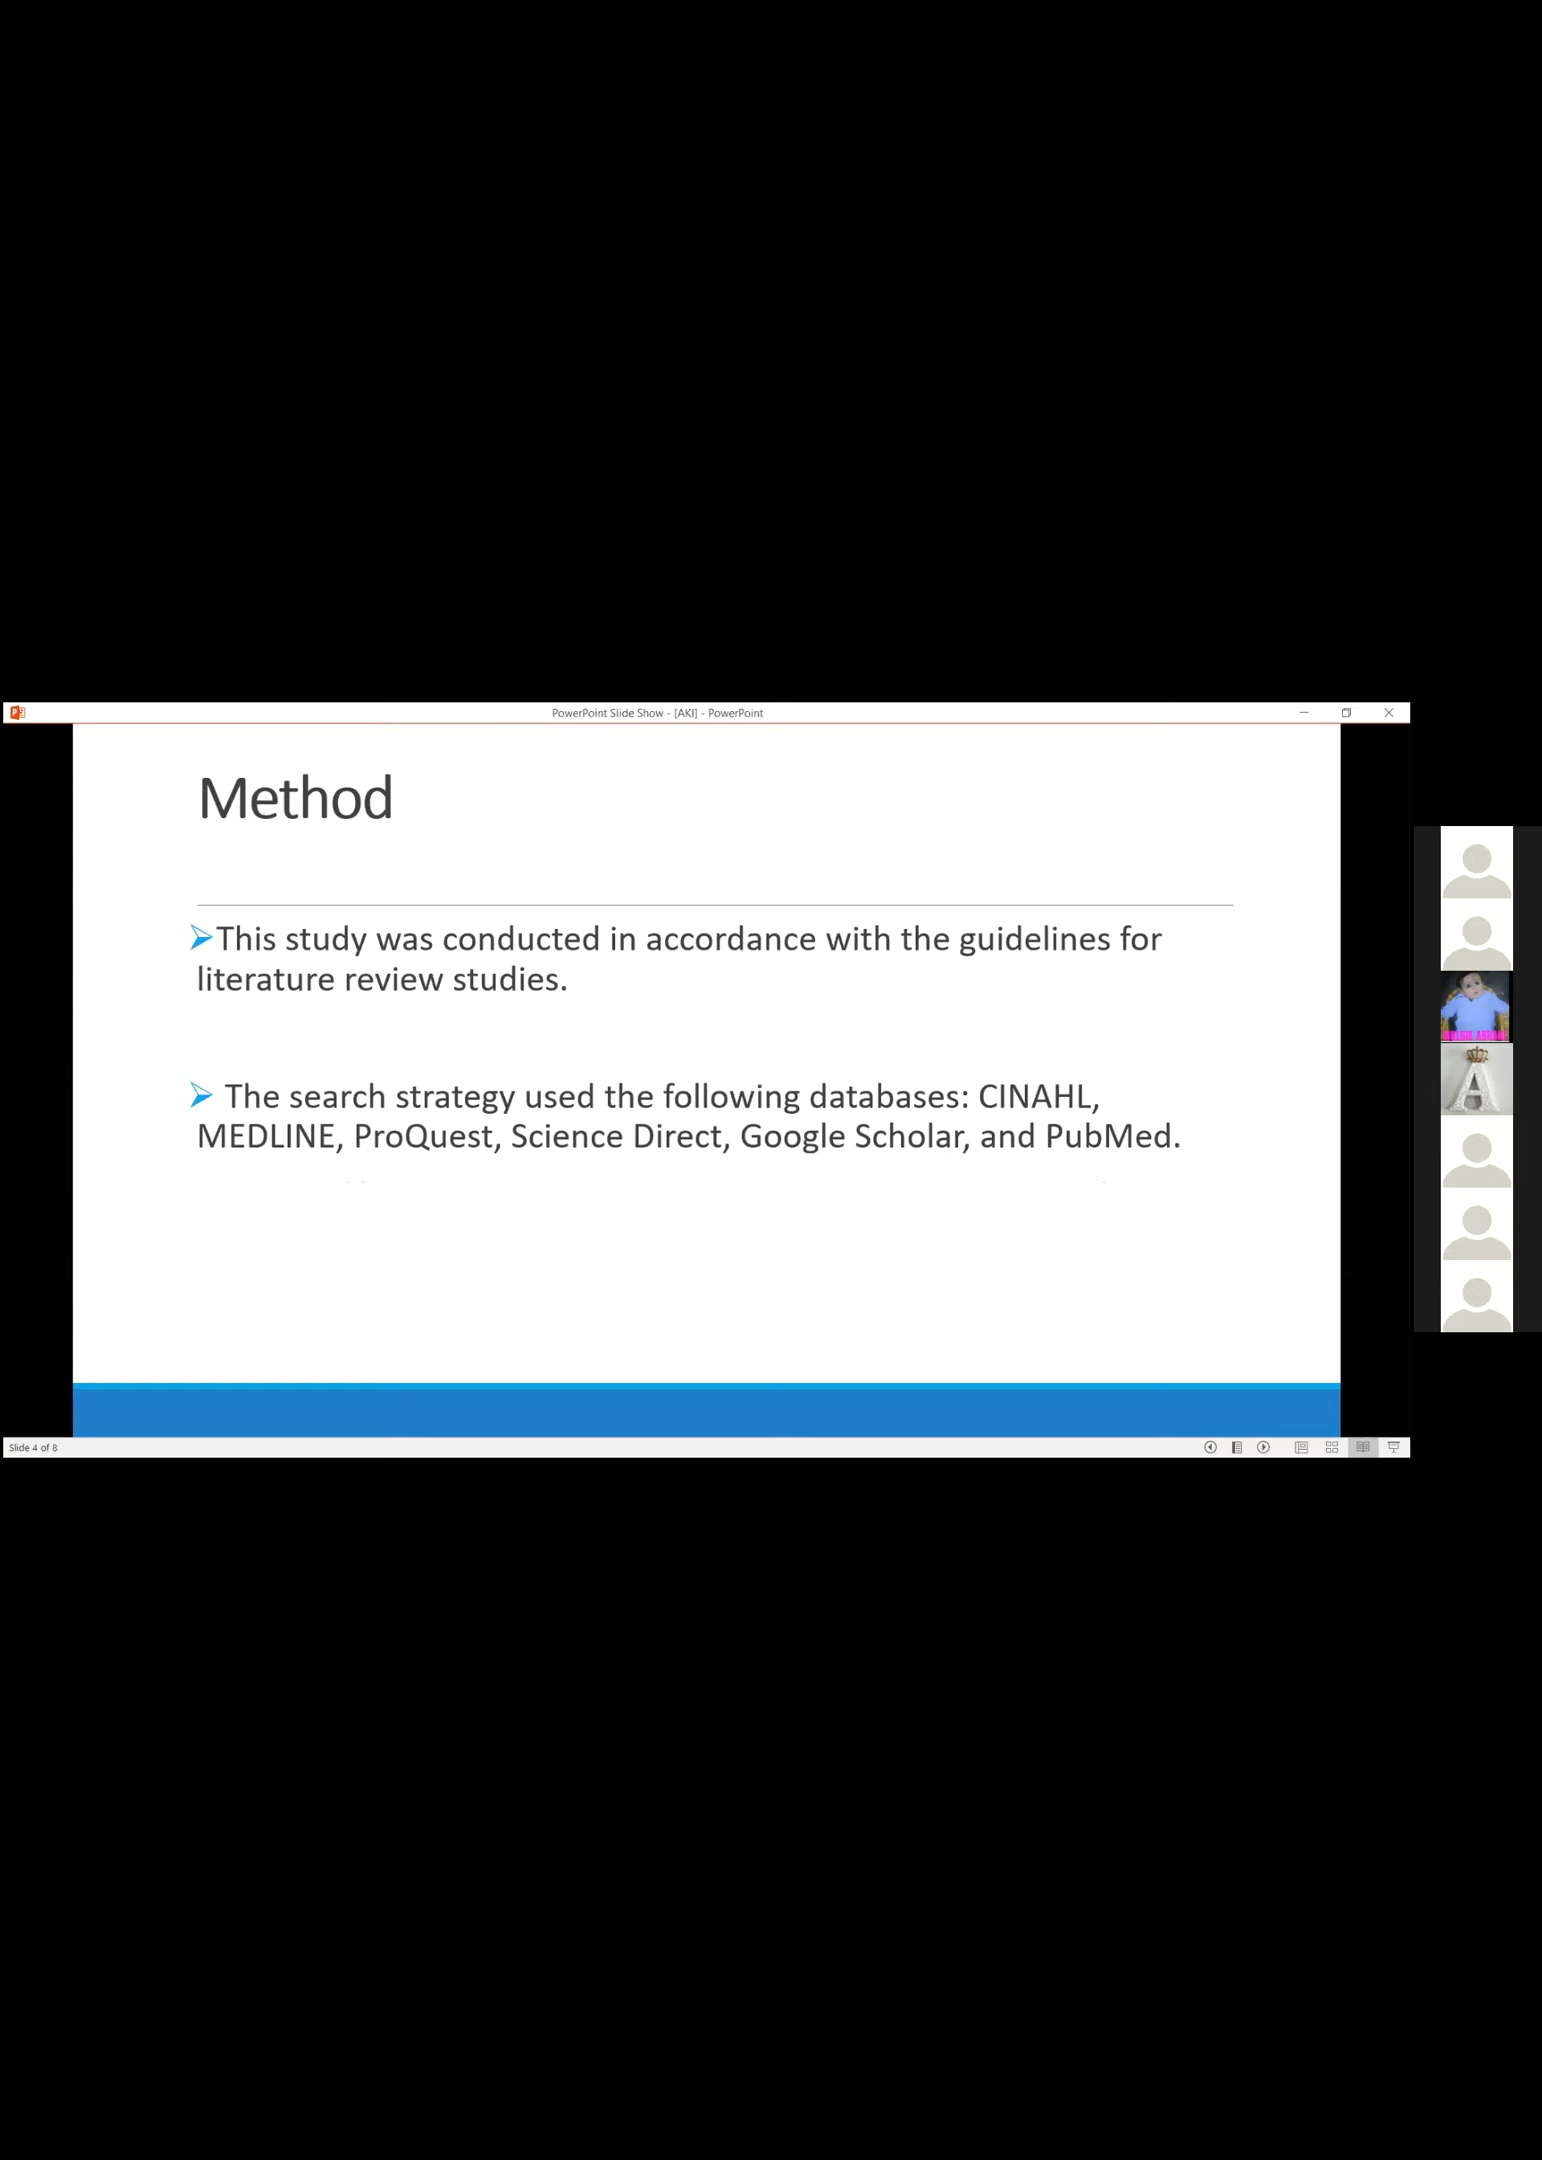 PowerPoint Slide Show - [AKI] - PowerPoint
Method
This study was conducted in accordance with the guidelines for
literature review studies.
The search strategy used the following databases: CINAHL,
MEDLINE, ProQuest, Science Direct, Google Scholar, and PubMed.
A
Slide 4 of 8